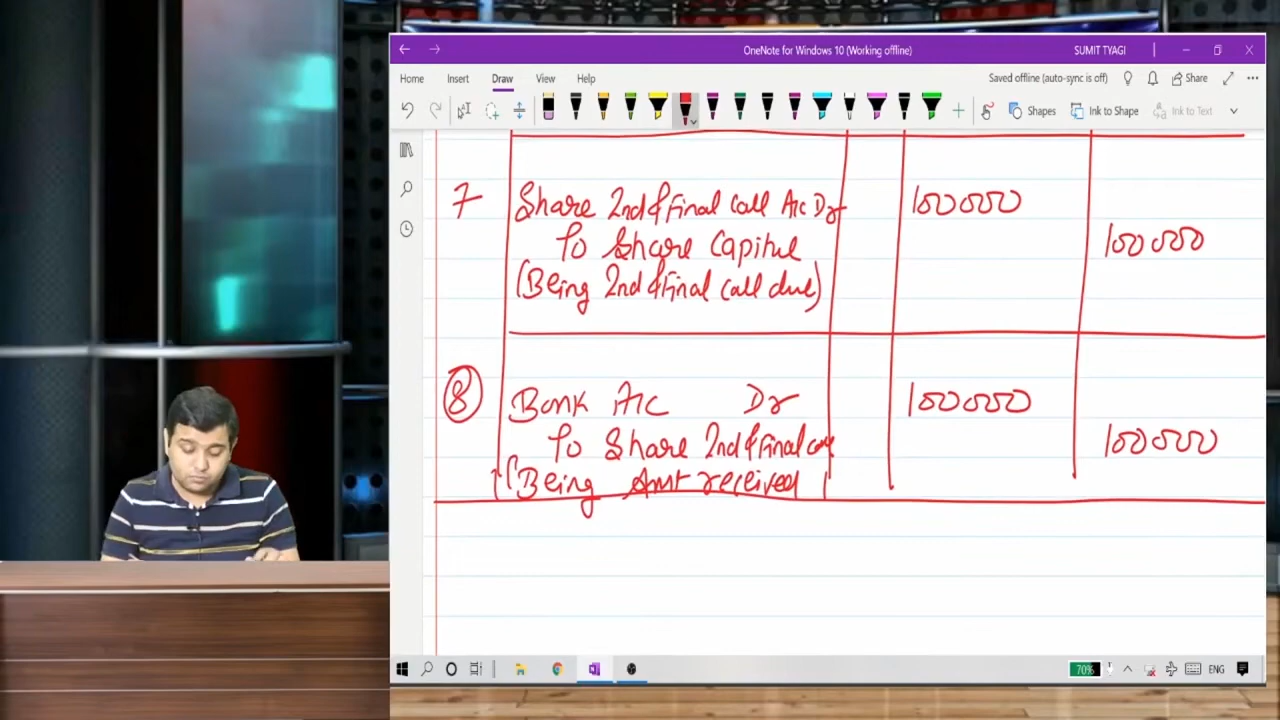 OneNote for Windows 10 (Working offline)
SUMIT TYAGI
Home Insert Draw View Help
Saved offline (auto-sync is off)
Share
Shapes
Ink to Shape
Ink to Text
7 Share 2nd & Final call A/c Dr 100000
To Share Capital 100000
(Being 2nd & Final call due)
8 Bank A/c Dr 100000
To Share 2nd & Final call 100000
(Being Amt received
70%
ENG